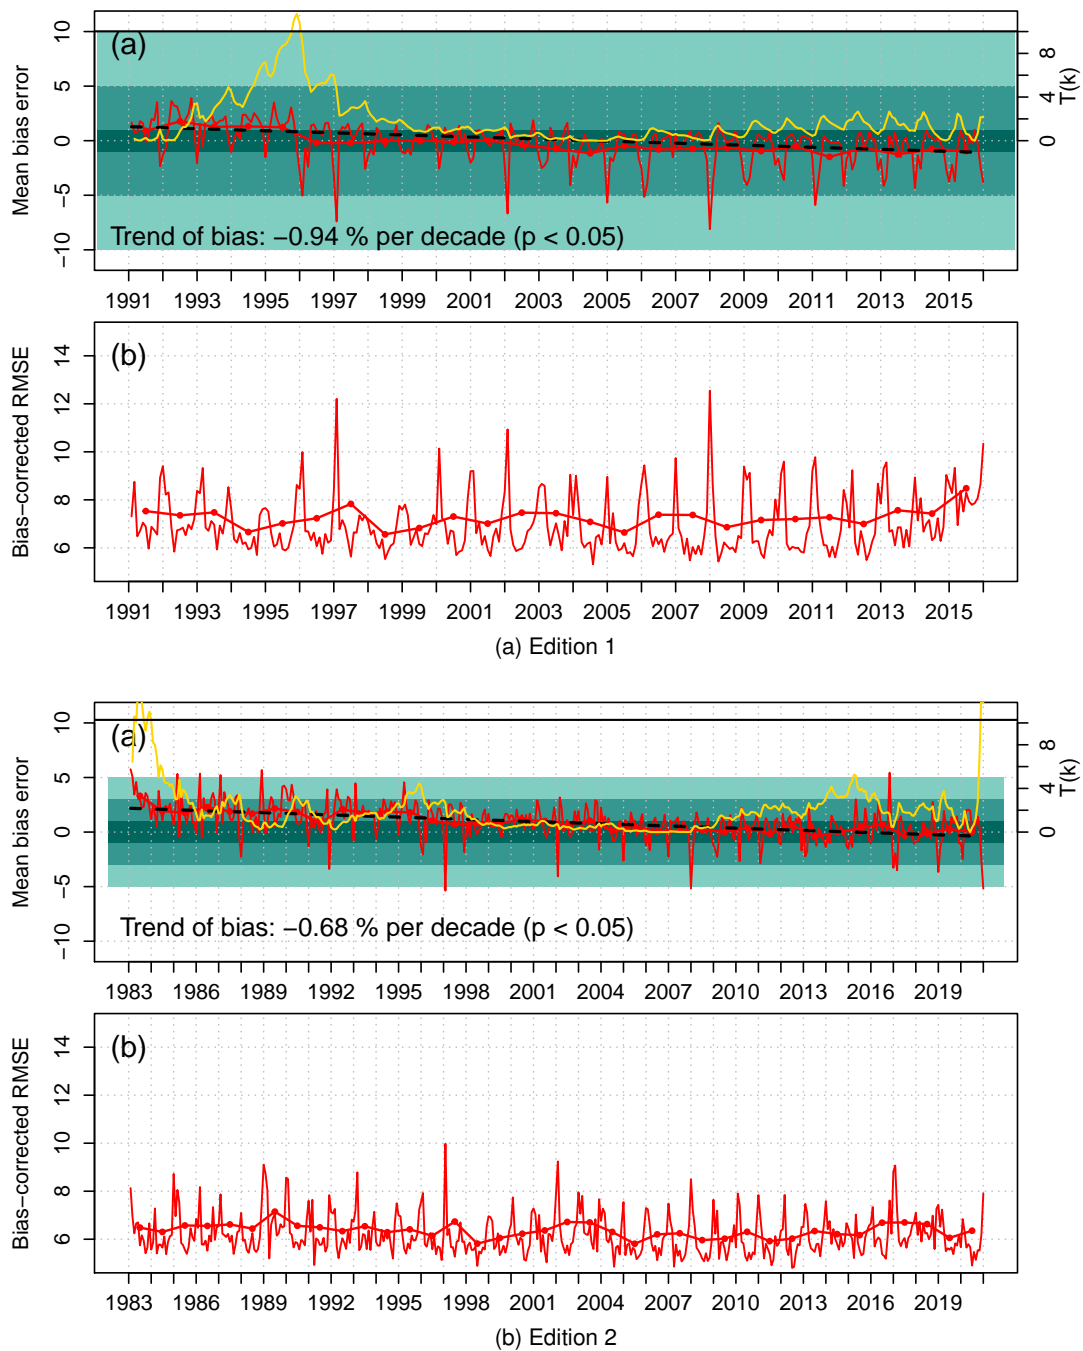 Mean bias error
−10 −5 0 5 10
(a)
Trend of bias: −0.94 % per decade (p < 0.05)
0 4 8
T(k)
1991 1993 1995 1997 1999 2001 2003 2005 2007 2009 2011 2013 2015
Bias−corrected RMSE
6 8 10 12 14
(b)
1991 1993 1995 1997 1999 2001 2003 2005 2007 2009 2011 2013 2015
(a) Edition 1
Mean bias error
−10 −5 0 5 10
(a)
Trend of bias: −0.68 % per decade (p < 0.05)
0 4 8
T(k)
1983 1986 1989 1992 1995 1998 2001 2004 2007 2010 2013 2016 2019
Bias−corrected RMSE
6 8 10 12 14
(b)
1983 1986 1989 1992 1995 1998 2001 2004 2007 2010 2013 2016 2019
(b) Edition 2